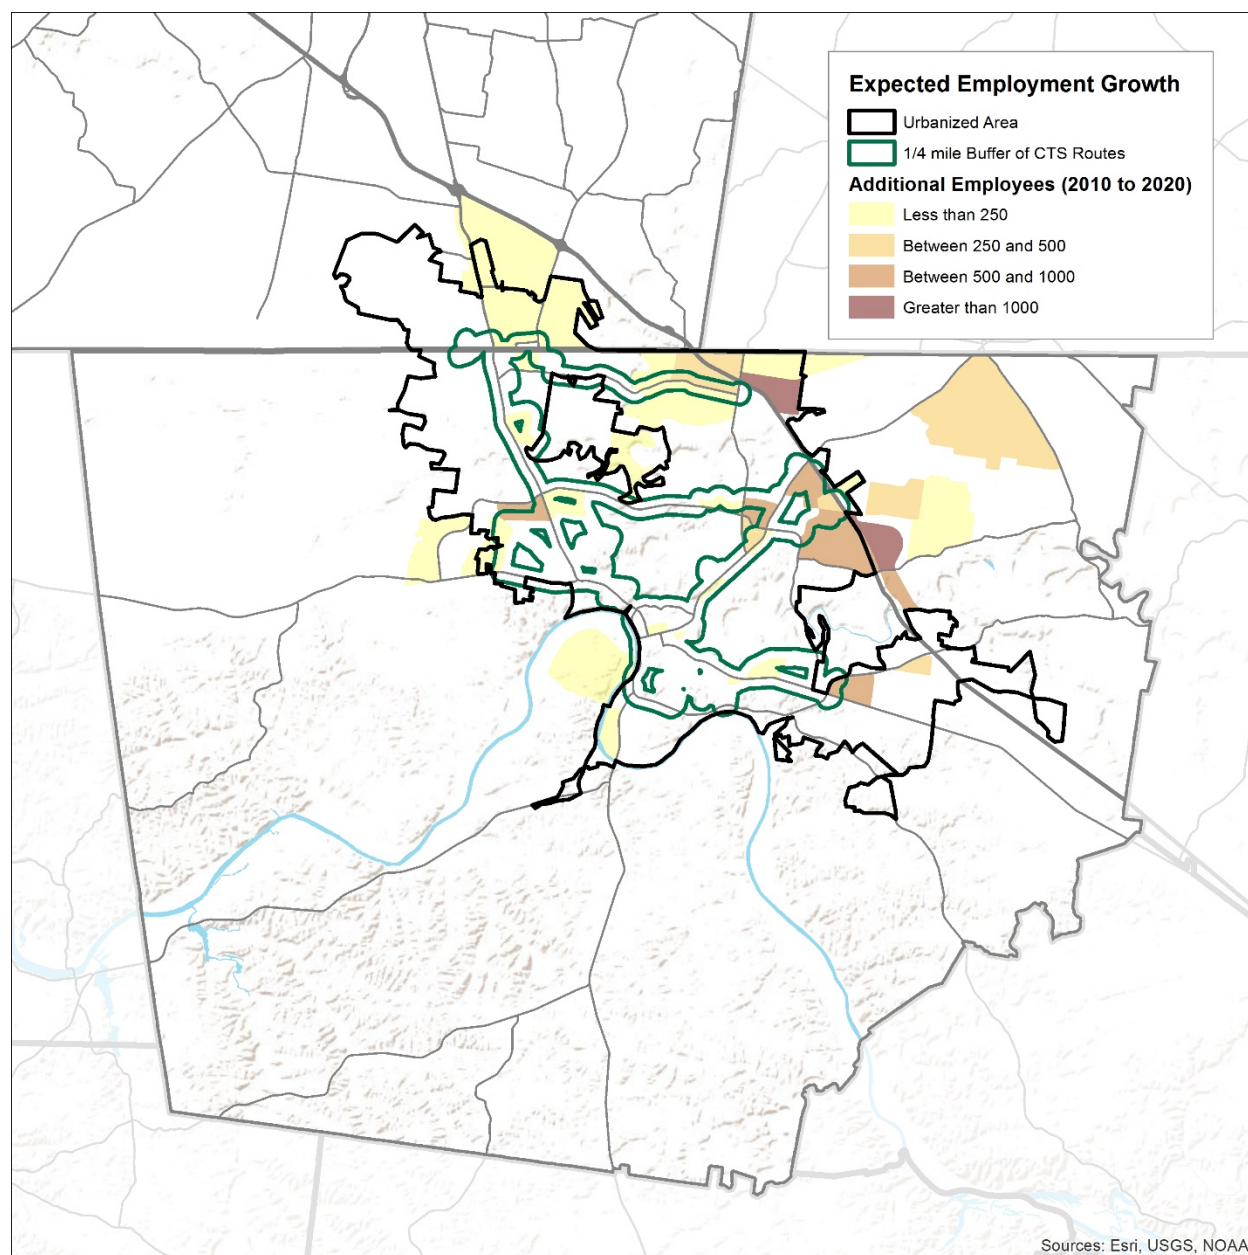 Expected Employment Growth
Urbanized Area
1/4 mile Buffer of CTS Routes
Additional Employees (2010 to 2020)
Less than 250
Between 250 and 500
Between 500 and 1000
Greater than 1000
Sources: Esri, USGS, NOAA